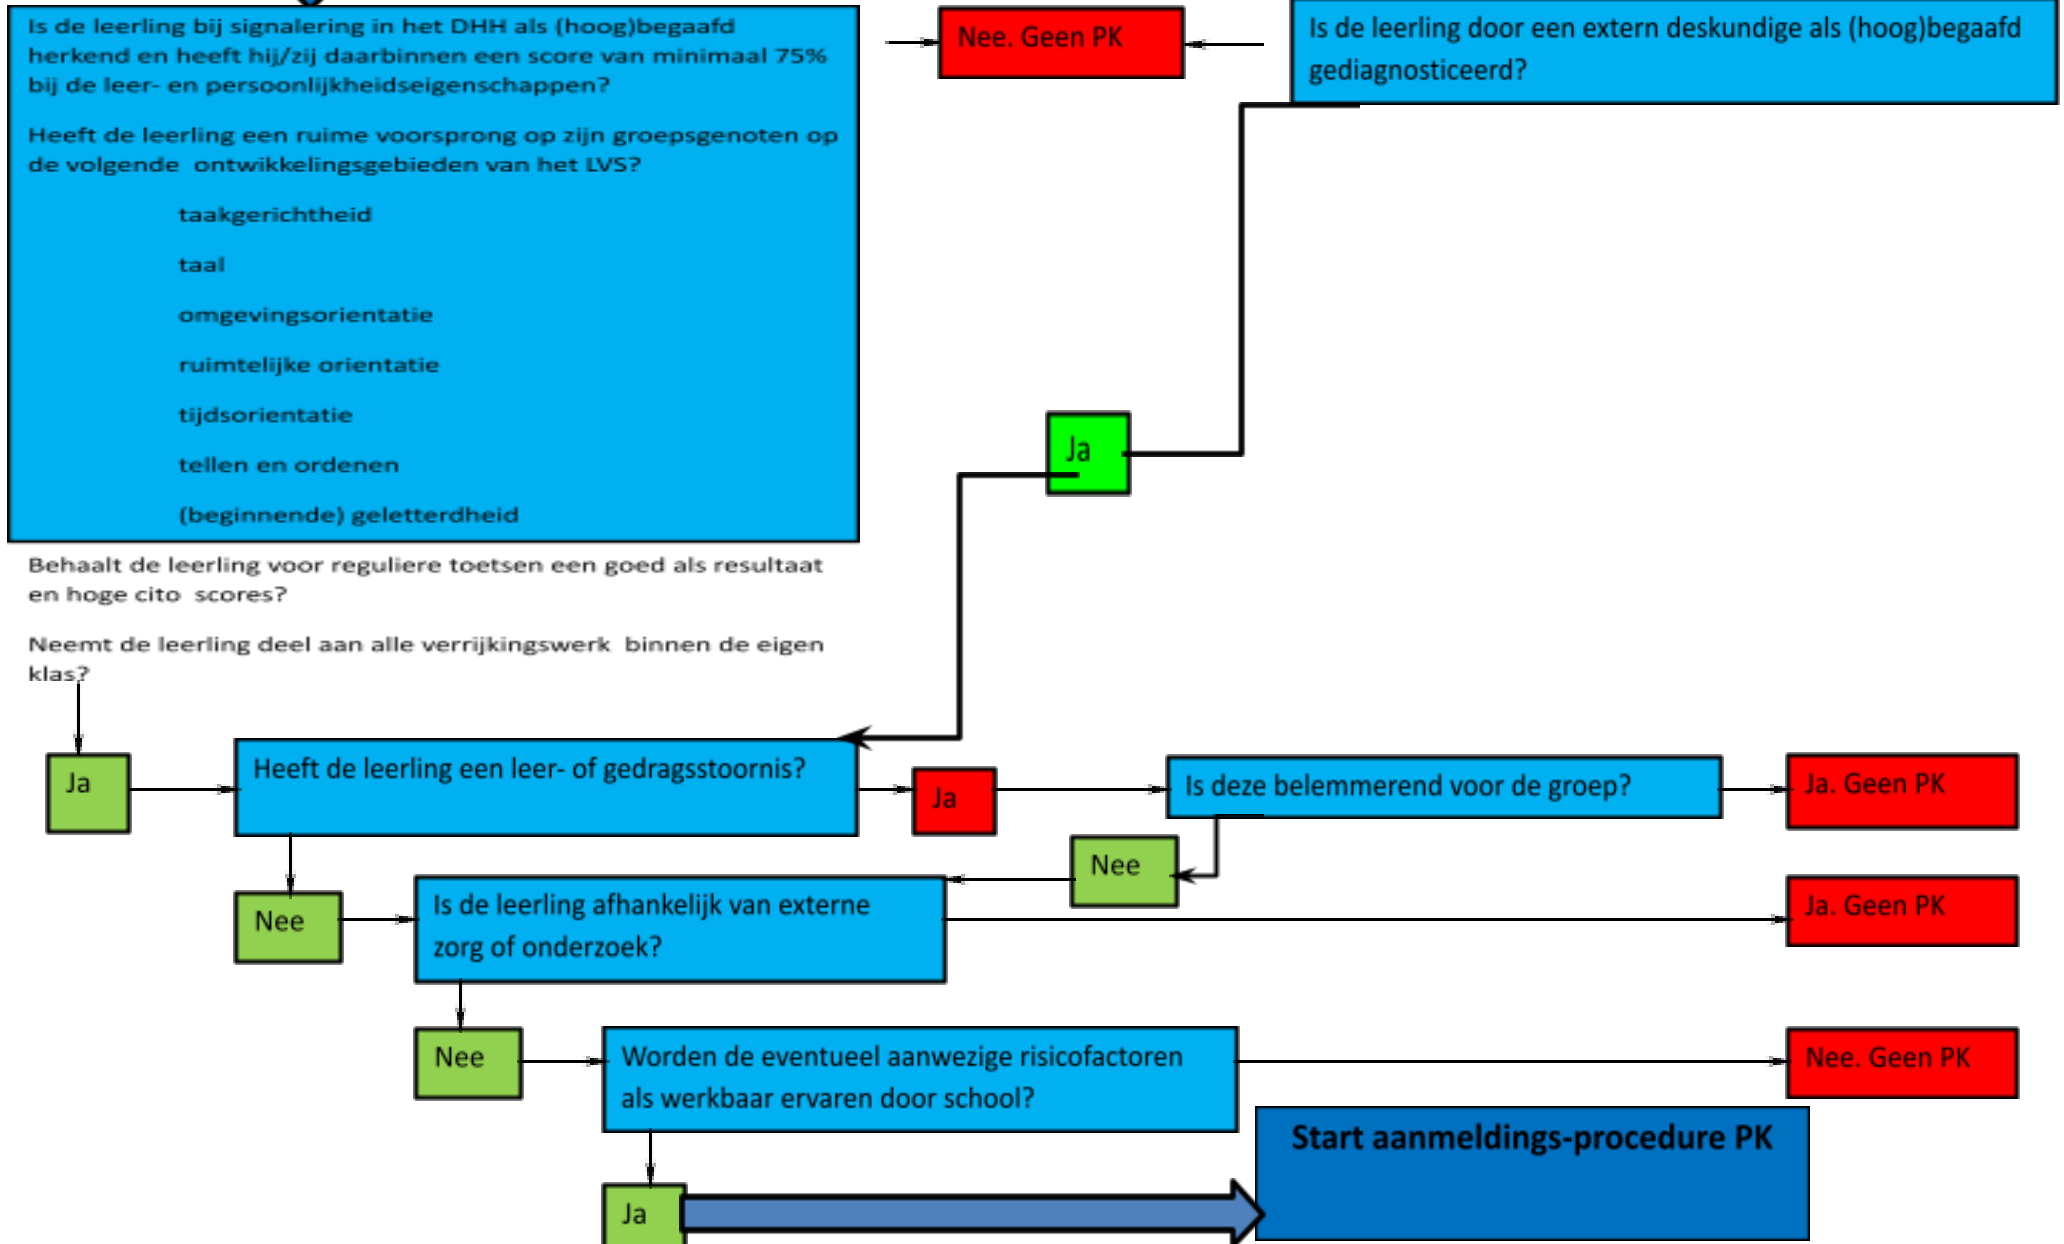 Is de leerling bij signalering in het DHH als (hoog)begaafd
herkend en heeft hij/zij daarbinnen een score van minimaal 75%
bij de leer- en persoonlijkheidseigenschappen?
Heeft de leerling een ruime voorsprong op zijn groepsgenoten op
de volgende ontwikkelingsgebieden van het LVS?
taakgerichtheid
taal
omgevingsorientatie
ruimtelijke orientatie
tijdsorientatie
tellen en ordenen
(beginnende) geletterdheid
Behaalt de leerling voor reguliere toetsen een goed als resultaat
en hoge cito scores?
Neemt de leerling deel aan alle verrijkingswerk binnen de eigen
klas?
Nee. Geen PK
Is de leerling door een extern deskundige als (hoog)begaafd
gediagnosticeerd?
Ja
Ja
Heeft de leerling een leer- of gedragsstoornis?
Ja
Is deze belemmerend voor de groep?
Ja. Geen PK
Nee
Nee
Is de leerling afhankelijk van externe
zorg of onderzoek?
Ja. Geen PK
Nee
Worden de eventueel aanwezige risicofactoren
als werkbaar ervaren door school?
Nee. Geen PK
Ja
Start aanmeldings-procedure PK